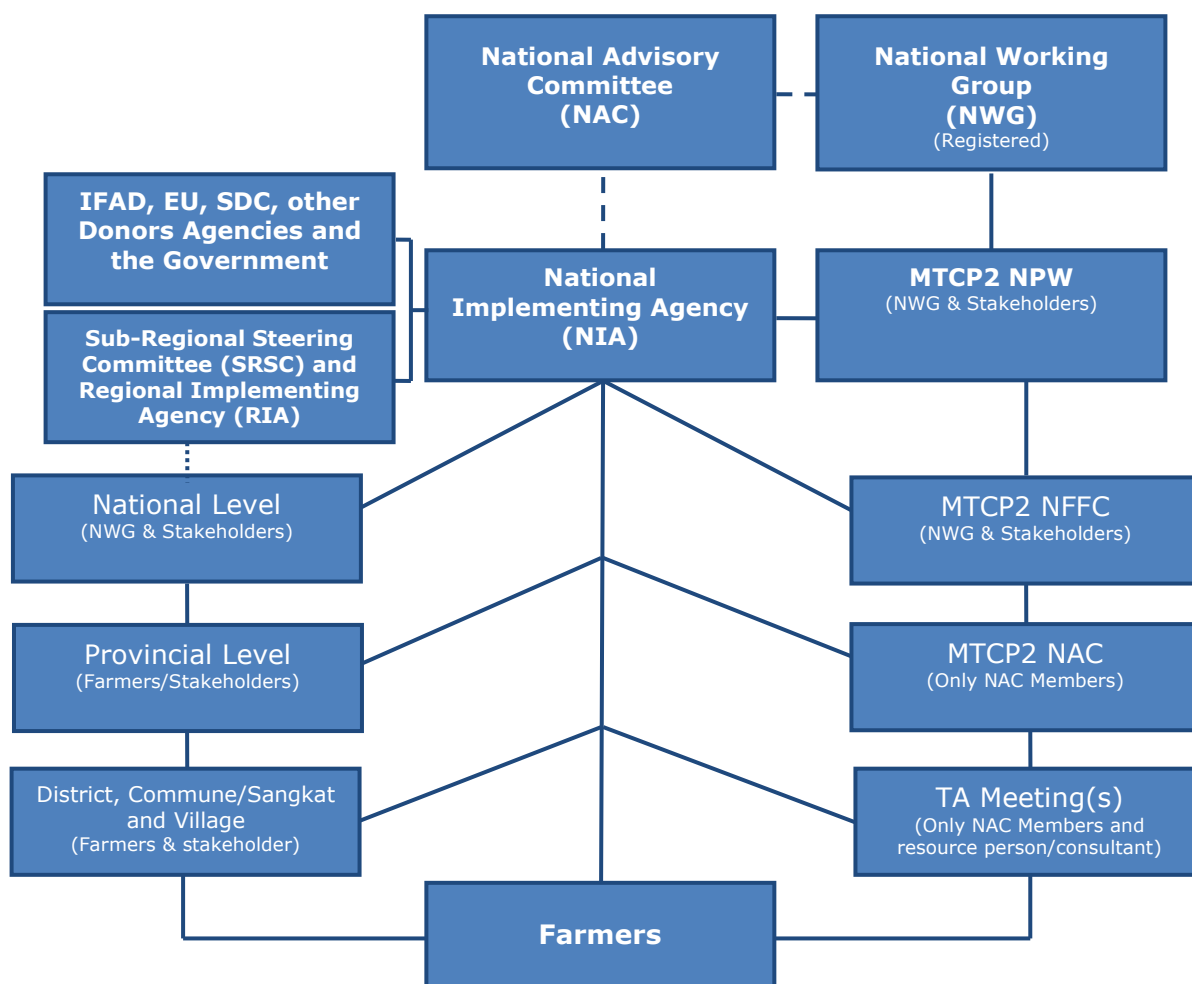 National Advisory
Committee
(NAC)
National Working
Group
(NWG)
(Registered)
IFAD, EU, SDC, other
Donors Agencies and
the Government
National
Implementing Agency
(NIA)
MTCP2 NPW
(NWG & Stakeholders)
Sub-Regional Steering
Committee (SRSC) and
Regional Implementing
Agency (RIA)
National Level
(NWG & Stakeholders)
MTCP2 NFFC
(NWG & Stakeholders)
Provincial Level
(Farmers/Stakeholders)
MTCP2 NAC
(Only NAC Members)
District, Commune/Sangkat
and Village
(Farmers & stakeholder)
TA Meeting(s)
(Only NAC Members and
resource person/consultant)
Farmers